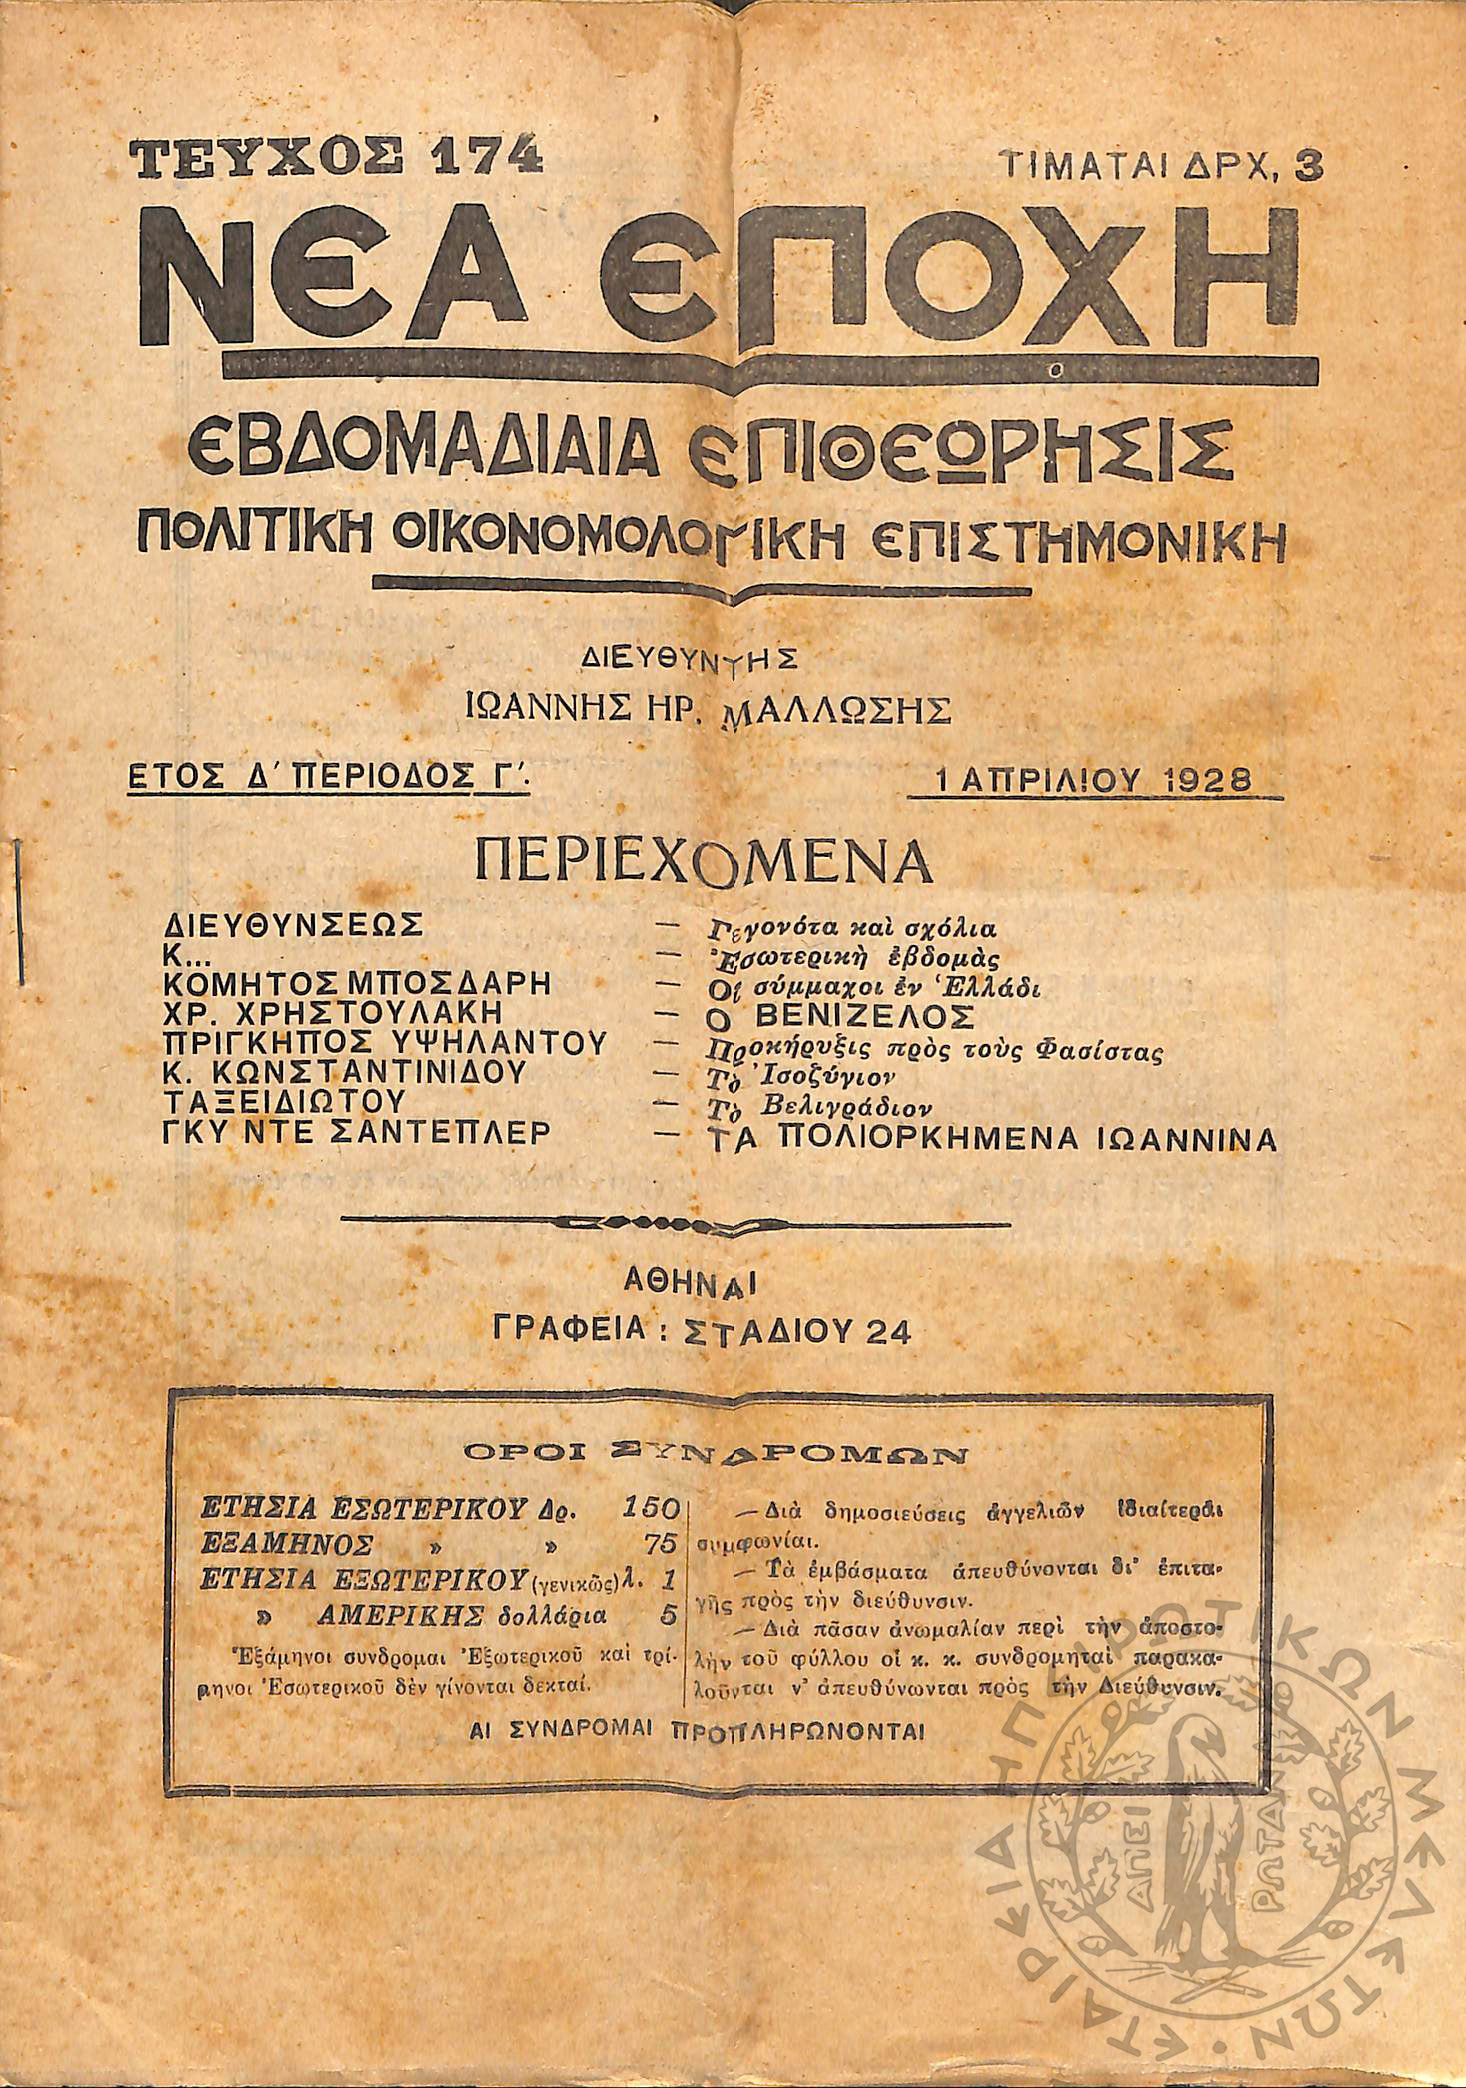 ΤΕΥΧΟΣ 174
ΤΙΜΑΤΑΙ ΔΡΧ, 3
ΝΕΑ ΕΠΟΧΗ
ΕΒΔΟΜΑΔΙΑΙΑ ΕΠΙΘΕΩΡΗΣΙΣ
ΠΟΛΙΤΙΚΗ ΟΙΚΟΝΟΜΟΛΟΓΙΚΗ ΕΠΙΣΤΗΜΟΝΙΚΗ
ΔΙΕΥΘΥΝΤΗΣ
ΙΩΑΝΝΗΣ ΗΡ. ΜΑΛΛΩΣΗΣ
ΕΤΟΣ Δ' ΠΕΡΙΟΔΟΣ Γ'.
1 ΑΠΡΙΛΙΟΥ 1928
ΠΕΡΙΕΧΟΜΕΝΑ
ΔΙΕΥΘΥΝΣΕΩΣ — Γεγονότα καὶ σχόλια
Κ... — Ἐσωτερικὴ ἑβδομὰς
ΚΟΜΗΤΟΣ ΜΠΟΣΔΑΡΗ — Οἱ σύμμαχοι ἐν Ἑλλάδι
ΧΡ. ΧΡΗΣΤΟΥΛΑΚΗ — Ο ΒΕΝΙΖΕΛΟΣ
ΠΡΙΓΚΗΠΟΣ ΥΨΗΛΑΝΤΟΥ — Προκήρυξις πρὸς τοὺς Φασίστας
Κ. ΚΩΝΣΤΑΝΤΙΝΙΔΟΥ — Τὸ Ἰσοζύγιον
ΤΑΞΕΙΔΙΩΤΟΥ — Τὸ Βελιγράδιον
ΓΚΥ ΝΤΕ ΣΑΝΤΕΠΛΕΡ — ΤΑ ΠΟΛΙΟΡΚΗΜΕΝΑ ΙΩΑΝΝΙΝΑ
ΑΘΗΝΑΙ
ΓΡΑΦΕΙΑ : ΣΤΑΔΙΟΥ 24
ΟΡΟΙ ΣΥΝΔΡΟΜΩΝ
ΕΤΗΣΙΑ ΕΣΩΤΕΡΙΚΟΥ Δρ. 150
ΕΞΑΜΗΝΟΣ » » 75
ΕΤΗΣΙΑ ΕΞΩΤΕΡΙΚΟΥ (γενικῶς) λ. 1
» ΑΜΕΡΙΚΗΣ δολλάρια 5
Ἑξάμηνοι συνδρομαι Ἐξωτερικοῦ καὶ τρί-
μηνοι Ἐσωτερικοῦ δὲν γίνονται δεκταί.
— Διὰ δημοσιεύσεις ἀγγελιῶν ἰδιαίτεραι
συμφωνίαι.
— Τὰ ἐμβάσματα ἀπευθύνονται δι' ἐπιτα-
γῆς πρὸς τὴν διεύθυνσιν.
— Διὰ πᾶσαν ἀνωμαλίαν περὶ τὴν ἀποστο-
λὴν τοῦ φύλλου οἱ κ. κ. συνδρομηταὶ παρακα-
λοῦνται ν' ἀπευθύνωνται πρὸς τὴν Διεύθυνσιν.
ΑΙ ΣΥΝΔΡΟΜΑΙ ΠΡΟΠΛΗΡΩΝΟΝΤΑΙ
ΕΤΑΙΡΕΙΑ ΗΠΕΙΡΩΤΙΚΩΝ ΜΕΛΕΤΩΝ
ΑΠΕΙ
ΡΩΤΑΝ